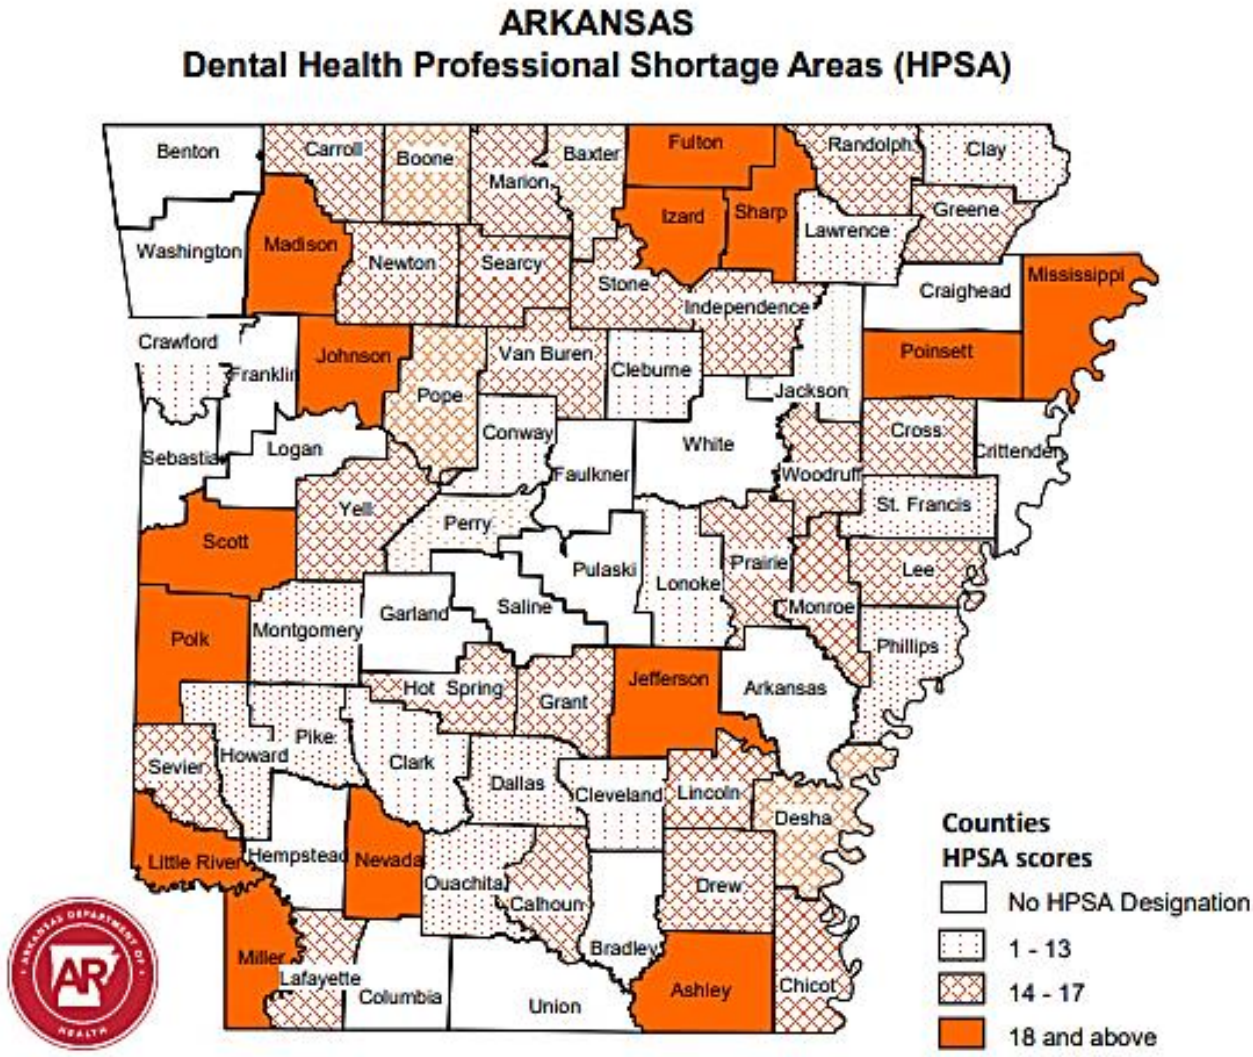 ARKANSAS
Dental Health Professional Shortage Areas (HPSA)
Benton
Carroll
Boone
Marion
Baxter
Fulton
Randolph
Clay
Washington
Madison
Newton
Searcy
Stone
Izard
Sharp
Lawrence
Greene
Independence
Craighead
Mississippi
Crawford
Franklin
Johnson
Pope
Van Buren
Cleburne
Jackson
Poinsett
Sebastian
Logan
Conway
Faulkner
White
Woodruff
Cross
Crittenden
Yell
Perry
St. Francis
Scott
Pulaski
Lonoke
Prairie
Monroe
Lee
Polk
Montgomery
Garland
Saline
Phillips
Hot Spring
Grant
Jefferson
Arkansas
Sevier
Howard
Pike
Clark
Dallas
Cleveland
Lincoln
Desha
Little River
Hempstead
Nevada
Ouachita
Calhoun
Drew
Miller
Lafayette
Columbia
Union
Bradley
Ashley
Chicot
Counties
HPSA scores
No HPSA Designation
1 - 13
14 - 17
18 and above
ARKANSAS DEPARTMENT OF
AR
HEALTH